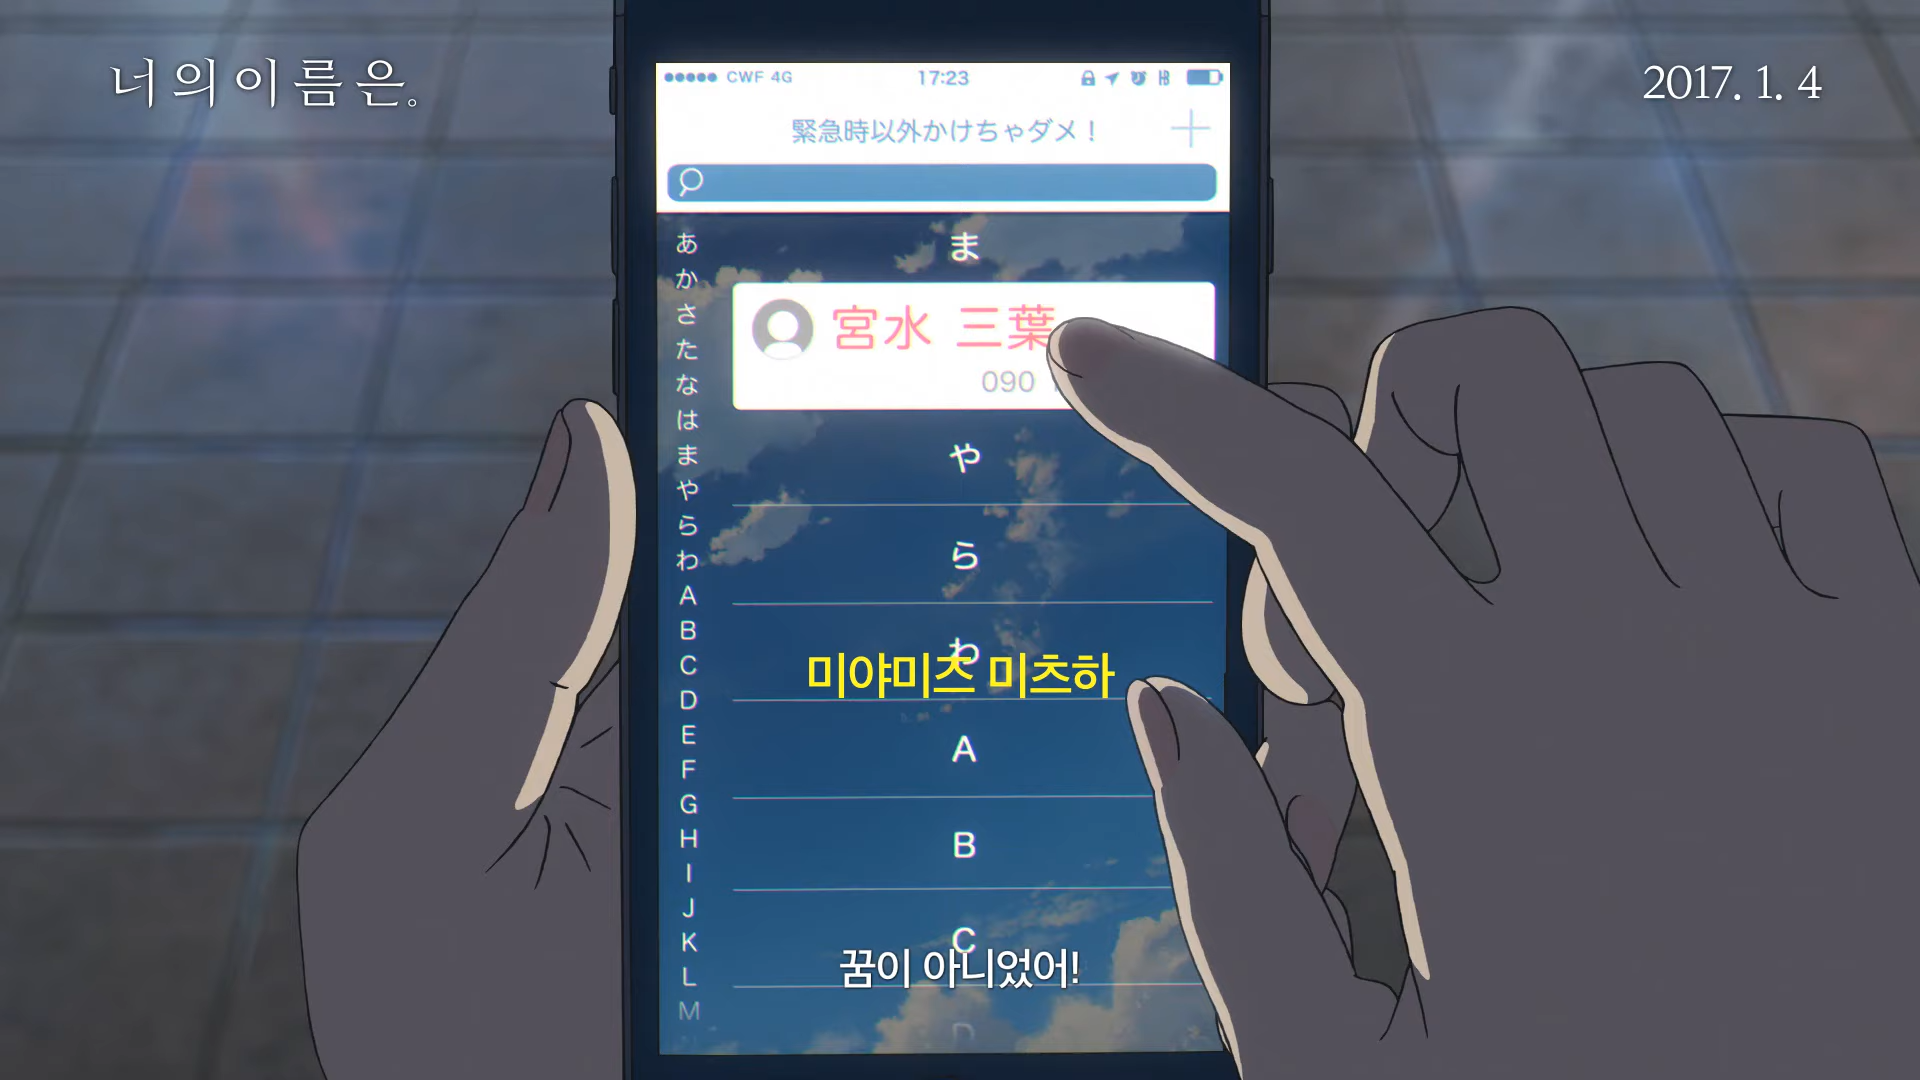 너의이름은。
2017. 1. 4
CWF 4G 17:23
緊急時以外かけちゃダメ！
ま
宮水 三葉
090
や
ら
わ
A
B
C
D
あ
か
さ
た
な
は
ま
や
ら
わ
A
B
C
D
E
F
G
H
I
J
K
L
M
미야미즈 미츠하
꿈이 아니었어!